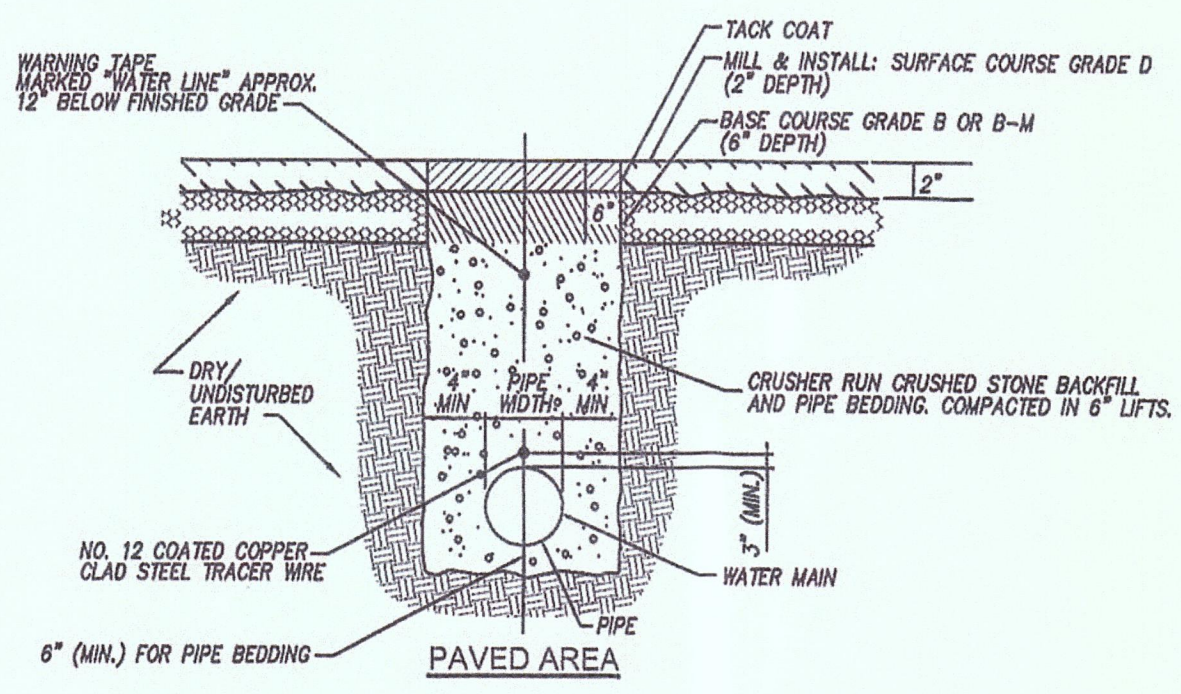 TACK COAT
MILL & INSTALL: SURFACE COURSE GRADE D
(2" DEPTH)
BASE COURSE GRADE B OR B-M
(6" DEPTH)
WARNING TAPE
MARKED "WATER LINE" APPROX.
12" BELOW FINISHED GRADE
2"
6"
DRY/
UNDISTURBED
EARTH
4" PIPE 4"
MIN WIDTH MIN
CRUSHER RUN CRUSHED STONE BACKFILL
AND PIPE BEDDING. COMPACTED IN 6" LIFTS.
3" (MIN.)
NO. 12 COATED COPPER
CLAD STEEL TRACER WIRE
WATER MAIN
PIPE
6" (MIN.) FOR PIPE BEDDING
PAVED AREA